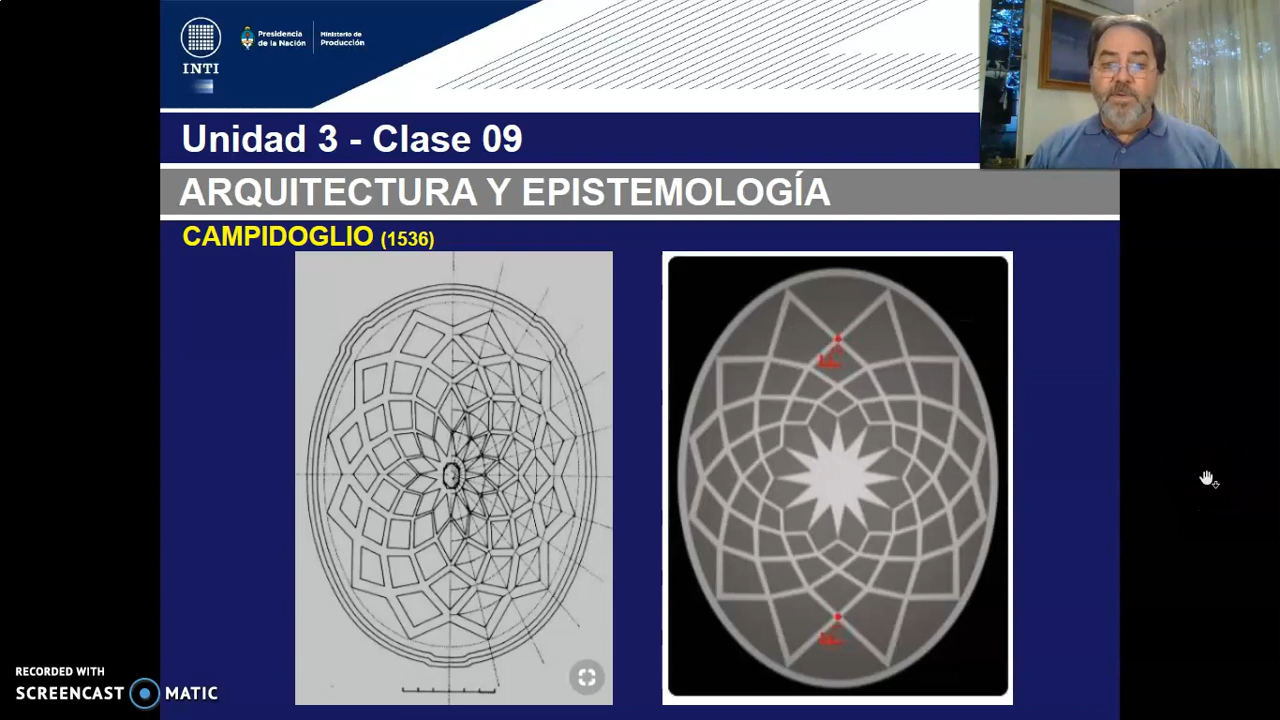 INTI
Presidencia
de la Nación
Ministerio de
Producción
Unidad 3 - Clase 09
ARQUITECTURA Y EPISTEMOLOGÍA
CAMPIDOGLIO (1536)
RECORDED WITH
SCREENCAST MATIC